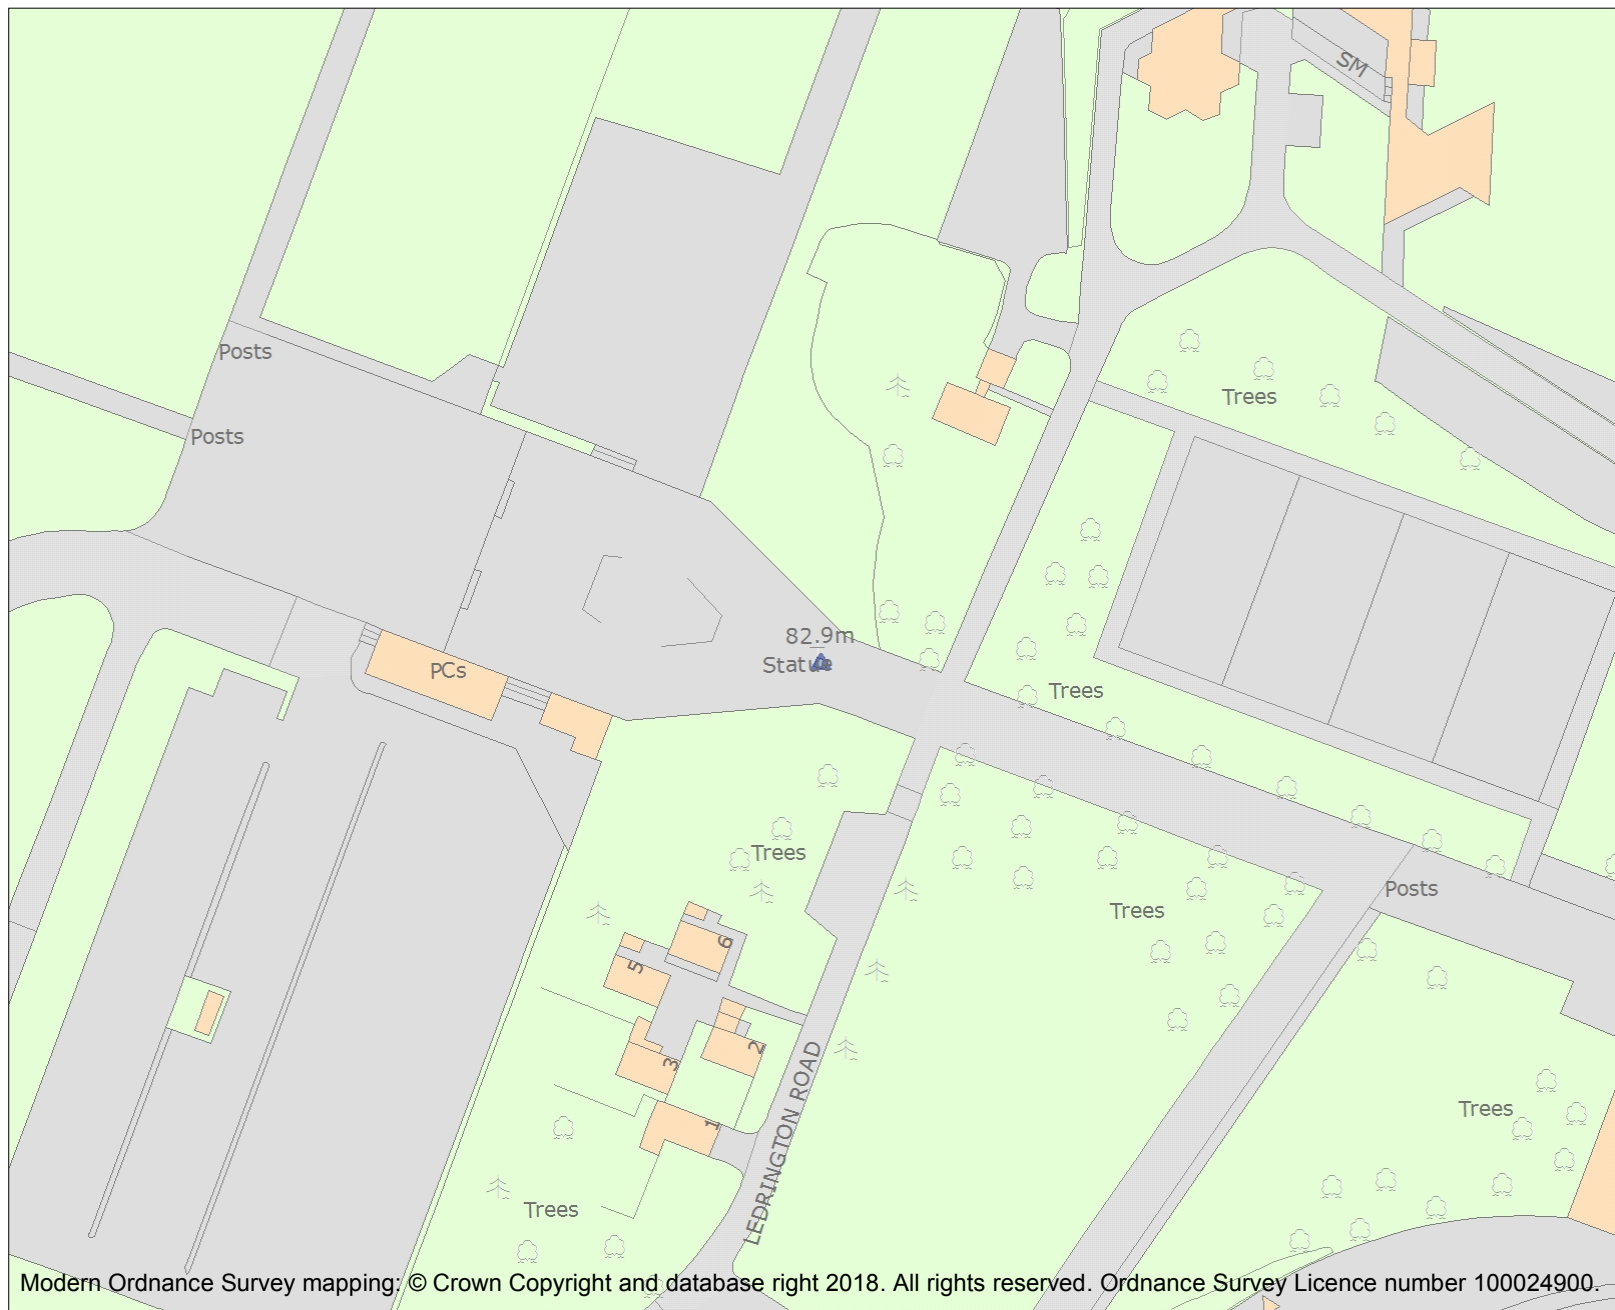 SM
Posts
Trees
Posts
82.9m
Statue
PCs
Trees
Trees
Posts
Trees
6
5
2
3
Trees
1
LEDRINGTON ROAD
Trees
Modern Ordnance Survey mapping: © Crown Copyright and database right 2018. All rights reserved. Ordnance Survey Licence number 100024900.